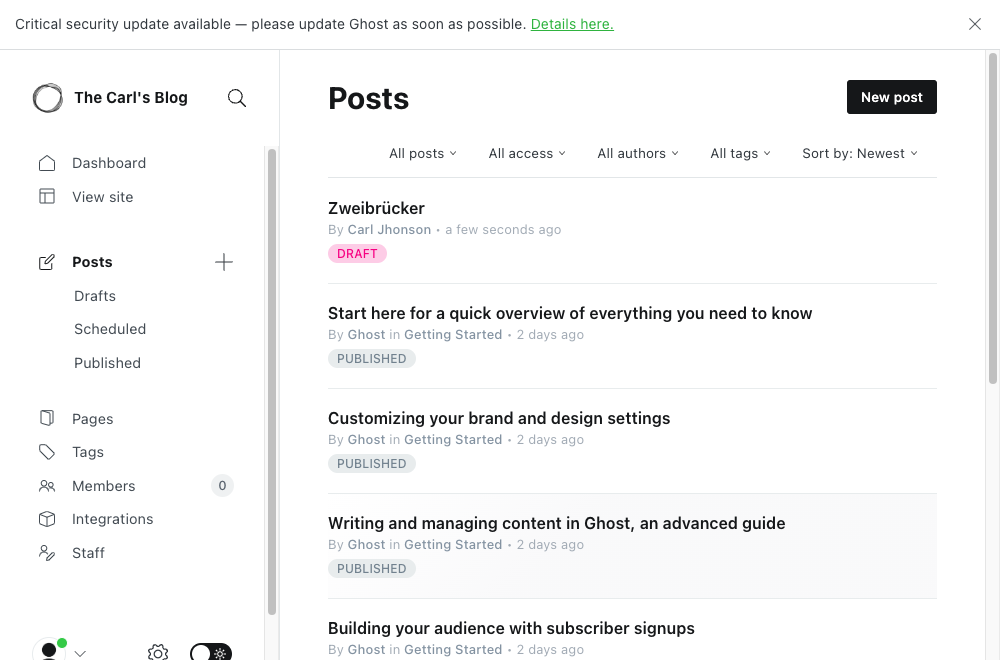 Critical security update available — please update Ghost as soon as possible. Details here.
The Carl's Blog
Dashboard
View site
Posts
Drafts
Scheduled
Published
Pages
Tags
Members 0
Integrations
Staff
Posts
New post
All posts All access All authors All tags Sort by: Newest
Zweibrücker
By Carl Jhonson • a few seconds ago
DRAFT
Start here for a quick overview of everything you need to know
By Ghost in Getting Started • 2 days ago
PUBLISHED
Customizing your brand and design settings
By Ghost in Getting Started • 2 days ago
PUBLISHED
Writing and managing content in Ghost, an advanced guide
By Ghost in Getting Started • 2 days ago
PUBLISHED
Building your audience with subscriber signups
By Ghost in Getting Started • 2 days ago